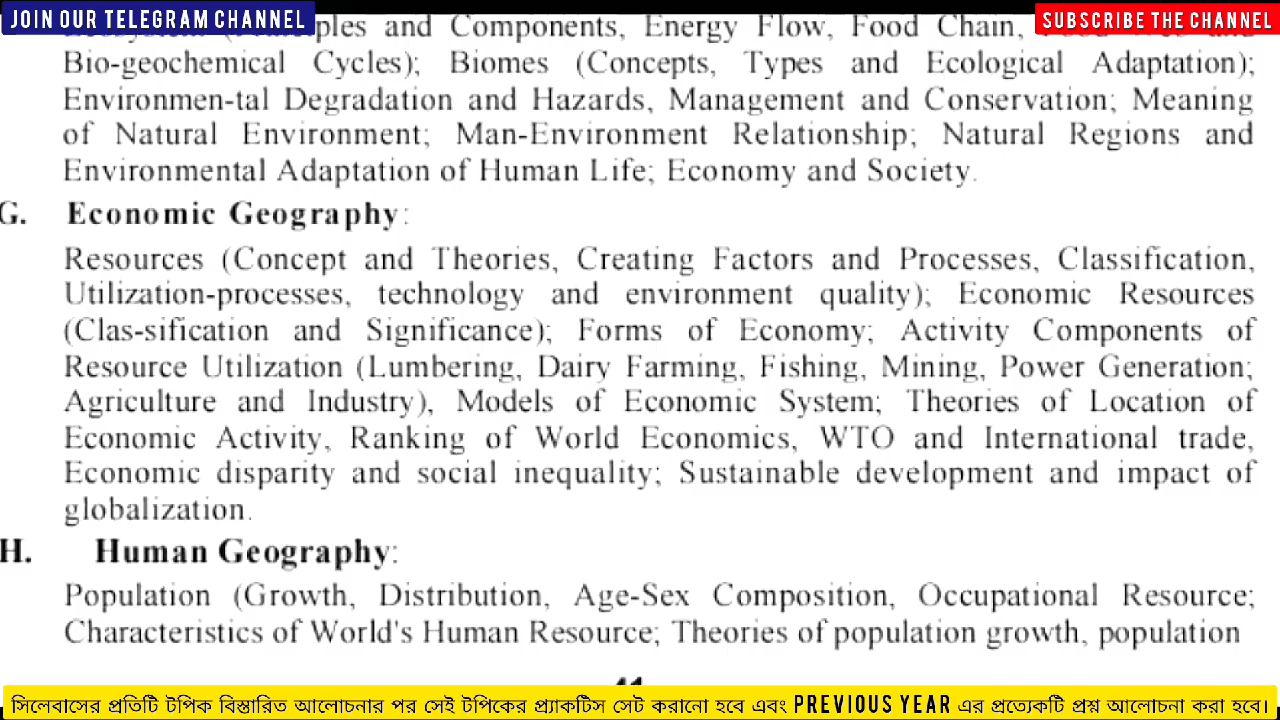 JOIN OUR TELEGRAM CHANNEL
SUBSCRIBE THE CHANNEL
and Components, Energy Flow, Food Chain,
Bio-geochemical Cycles); Biomes (Concepts, Types and Ecological Adaptation);
Environmen-tal Degradation and Hazards, Management and Conservation; Meaning
of Natural Environment; Man-Environment Relationship; Natural Regions and
Environmental Adaptation of Human Life; Economy and Society.
G. Economic Geography:
Resources (Concept and Theories, Creating Factors and Processes, Classification,
Utilization-processes, technology and environment quality); Economic Resources
(Clas-sification and Significance); Forms of Economy; Activity Components of
Resource Utilization (Lumbering, Dairy Farming, Fishing, Mining, Power Generation;
Agriculture and Industry), Models of Economic System; Theories of Location of
Economic Activity, Ranking of World Economics, WTO and International trade,
Economic disparity and social inequality; Sustainable development and impact of
globalization.
H. Human Geography:
Population (Growth, Distribution, Age-Sex Composition, Occupational Resource;
Characteristics of World's Human Resource; Theories of population growth, population
সিলেবাসের প্রতিটি টপিক বিস্তারিত আলোচনার পর সেই টপিকের প্র্যাকটিস সেট করানো হবে এবং PREVIOUS YEAR এর প্রত্যেকটি প্রশ্ন আলোচনা করা হবে।